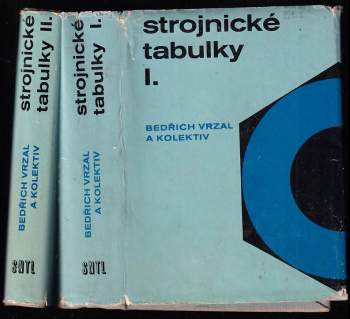 strojnické
tabulky II.
BEDŘICH VRZAL
A KOLEKTIV
SNTL
strojnické
tabulky I.
BEDŘICH VRZAL
A KOLEKTIV
SNTL
strojnické
tabulky
I.
BEDŘICH VRZAL
A KOLEKTIV